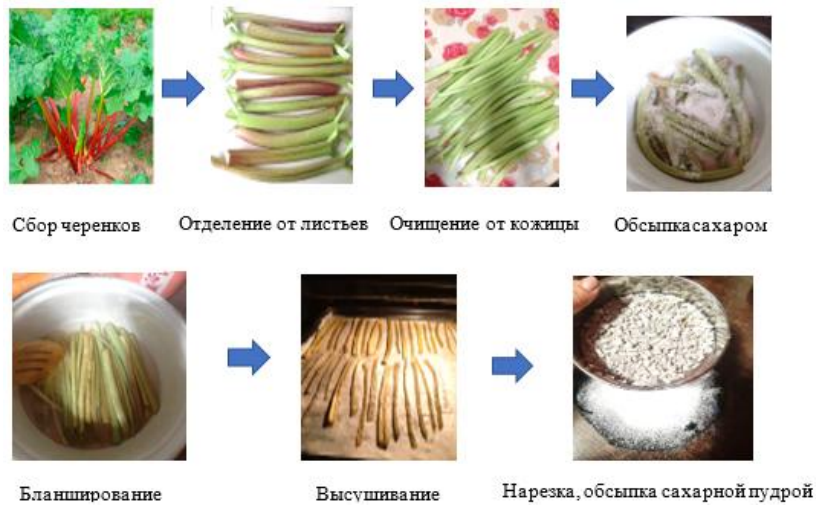 Сбор черенков
Отделение от листьев
Очищение от кожицы
Обсыпкасахаром
Бланширование
Высушивание
Нарезка, обсыпка сахарной пудрой